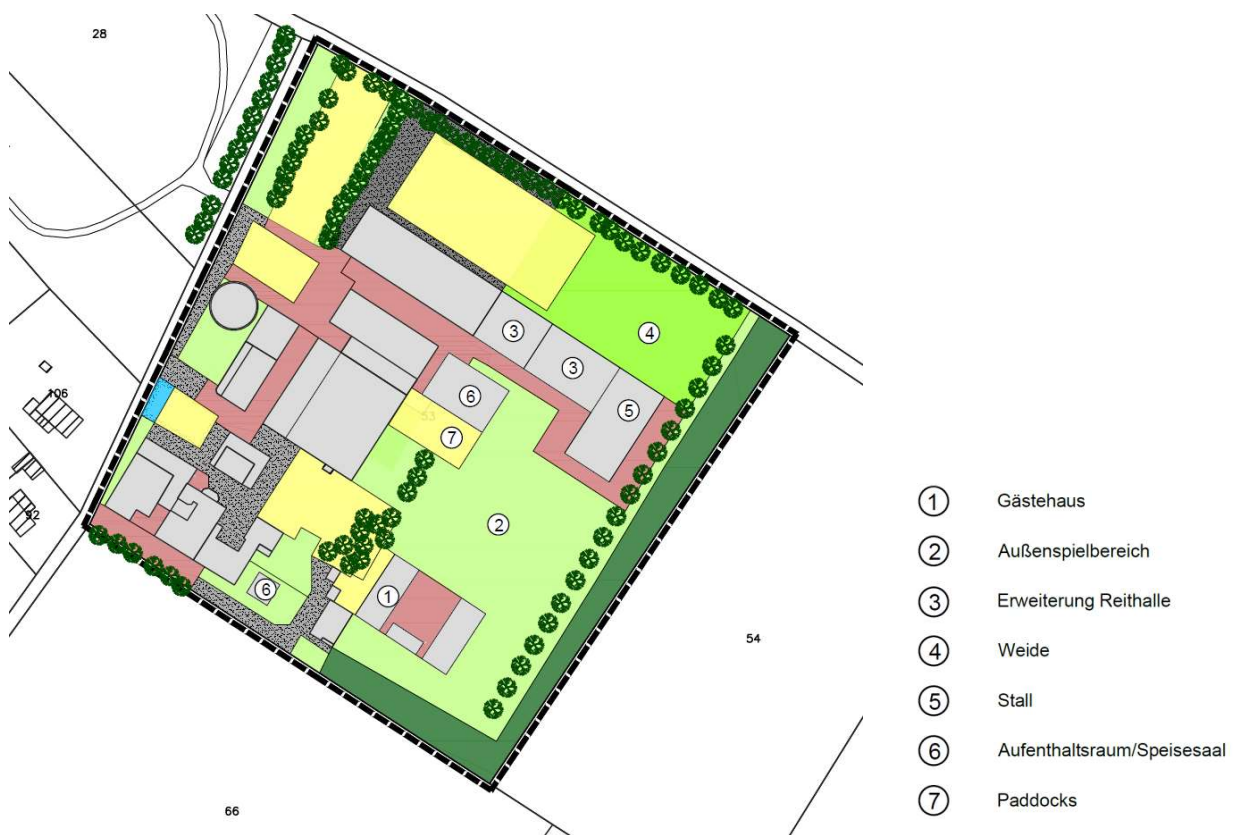 28
3
4
3
106
6
5
53
7
92
2
1
6
54
66
1 Gästehaus
2 Außenspielbereich
3 Erweiterung Reithalle
4 Weide
5 Stall
6 Aufenthaltsraum/Speisesaal
7 Paddocks